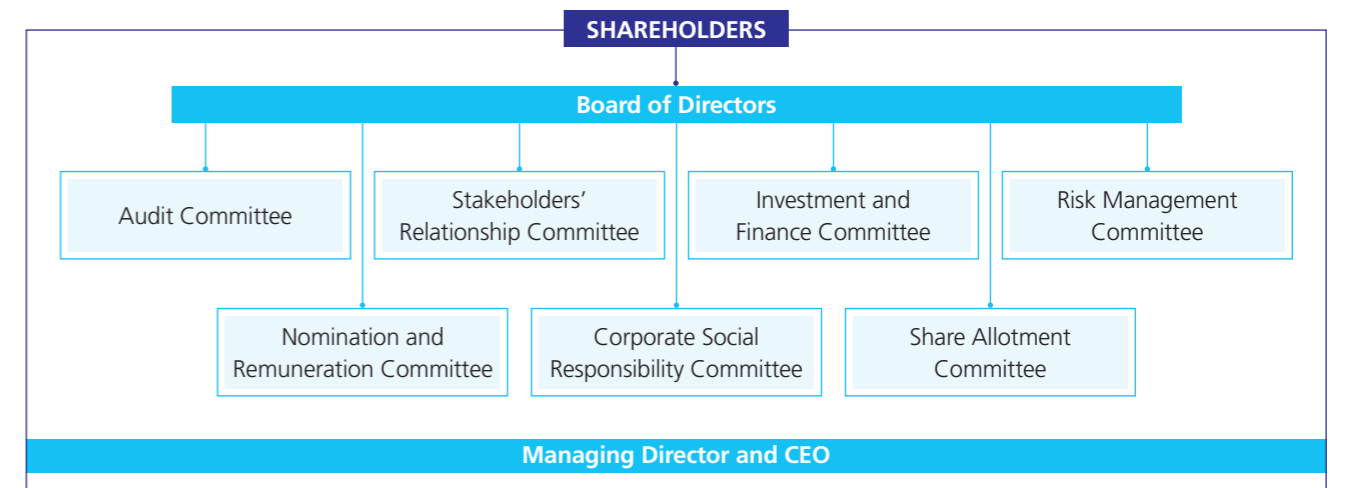 SHAREHOLDERS
Board of Directors
Audit Committee
Stakeholders’
Relationship Committee
Investment and
Finance Committee
Risk Management
Committee
Nomination and
Remuneration Committee
Corporate Social
Responsibility Committee
Share Allotment
Committee
Managing Director and CEO